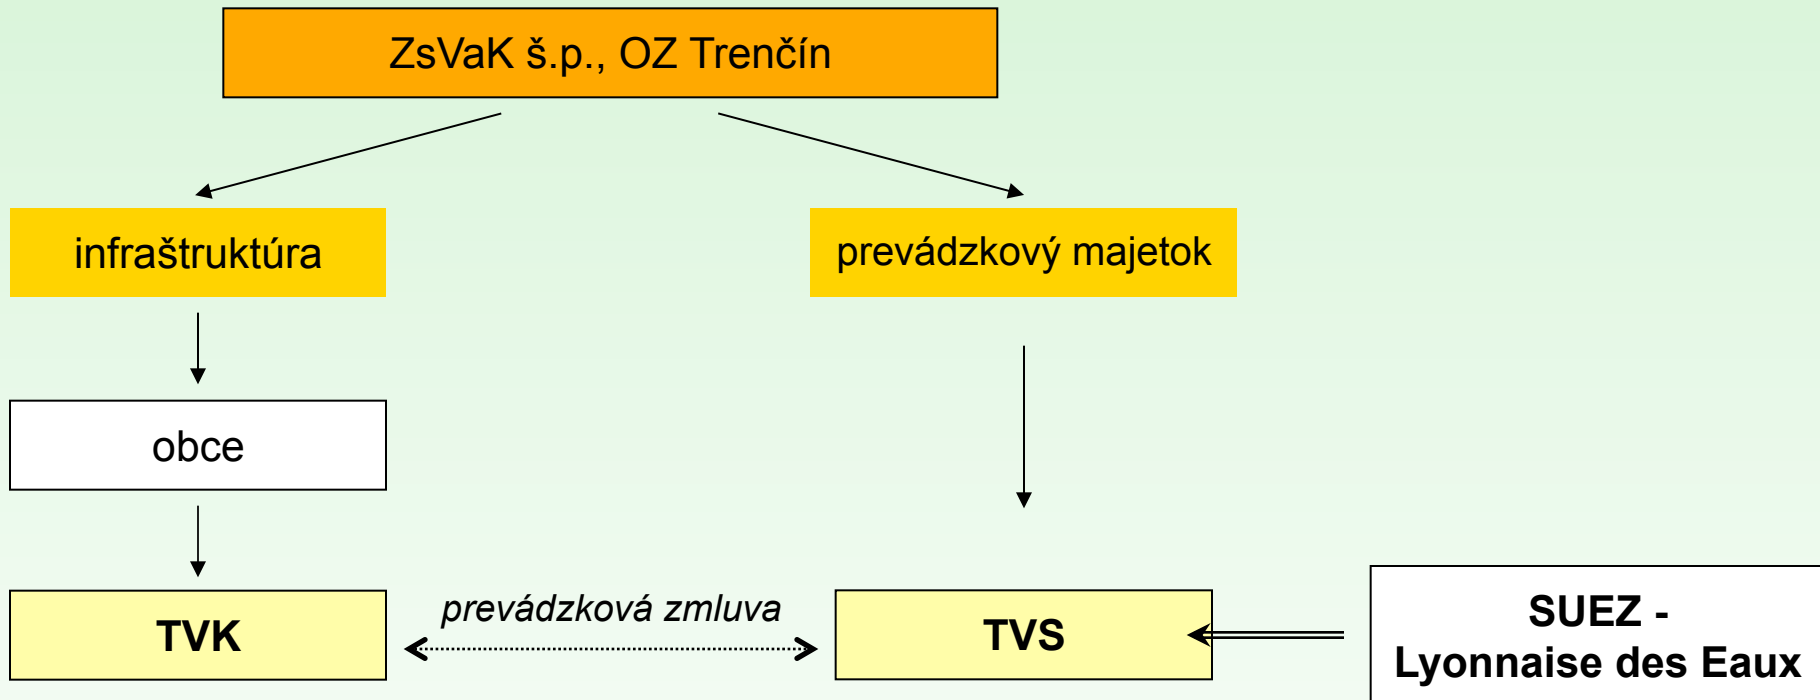 ZsVaK š.p., OZ Trenčín
infraštruktúra
prevádzkový majetok
obce
TVK
prevádzková zmluva
TVS
SUEZ -
Lyonnaise des Eaux